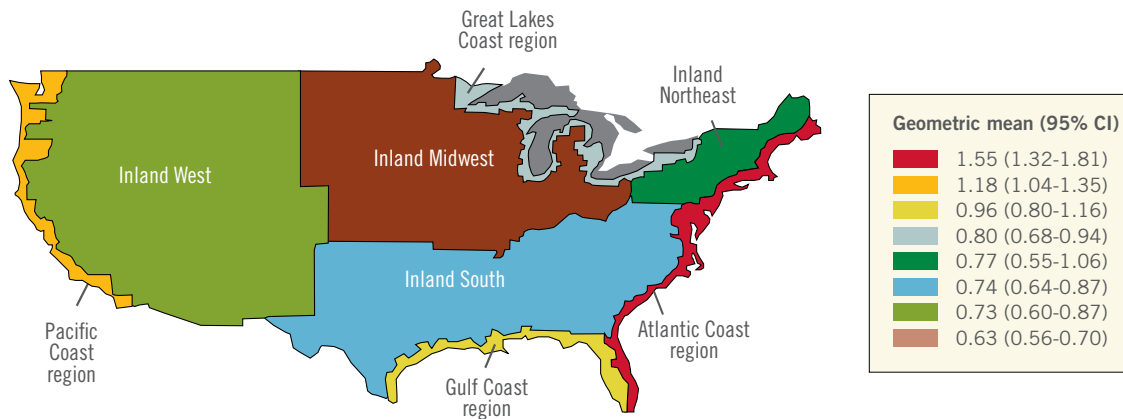 Great Lakes
Coast region
Inland
Northeast
Inland West
Inland Midwest
Inland South
Pacific
Coast
region
Gulf Coast
region
Atlantic Coast
region
Geometric mean (95% CI)
1.55 (1.32-1.81)
1.18 (1.04-1.35)
0.96 (0.80-1.16)
0.80 (0.68-0.94)
0.77 (0.55-1.06)
0.74 (0.64-0.87)
0.73 (0.60-0.87)
0.63 (0.56-0.70)